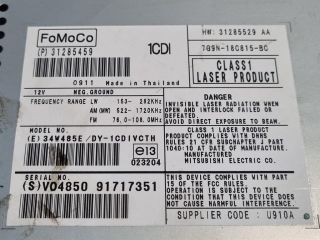 FoMoCo
(P) 31285459
1CDI
HW: 31285529 AA
7G9N-18C815-BC
0911 Made in Thailand
CLASS1
LASER PRODUCT
12V NEG.GROUND
FREQUENCY RANGE LW 153- 282KHz
AM 522-1720KHz
FM 76.0-108.0MHz
DANGER
INVISIBLE LASER RADIATION WHEN
OPEN AND INTERLOCK FAILED OR
DEFEATED.
AVOID DIRECT EXPOSURE TO BEAM.
MODEL NO.
(E) 34W485E /DY-1CDIVCTH
e13
023204
CLASS 1 LASER PRODUCT
THIS PRODUCT COMPLIES WITH DHHS
RULES 21 CFR SUBCHAPTER J PART
1040:10 AT DATE OF MANUFACTURE
MITSUBISHI ELECTRIC CO.
SERIAL NO.
(S) V04850 91717351
THIS DEVICE COMPLIES WITH PART
15 OF THE FCC RULES.
OPERATION IS SUBJECT TO THE
CONDITION THAT THIS DEVICE DOES
NOT CAUSE HARMFUL INTERFERENCE.
SUPPLIER CODE : U910A